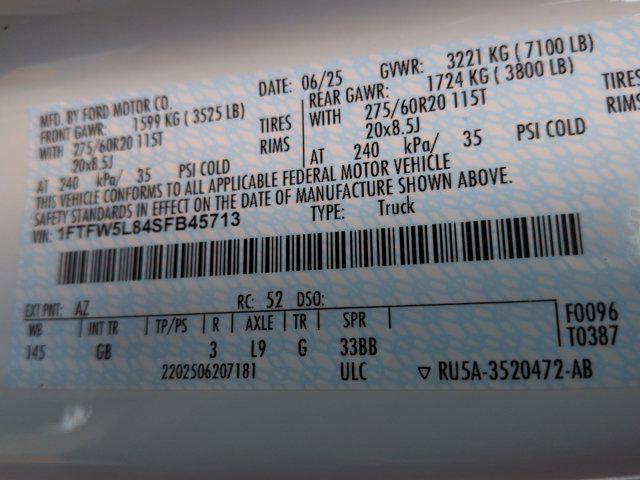 MFD. BY FORD MOTOR CO. DATE: 06/25 GVWR: 3221 KG ( 7100 LB)
FRONT GAWR: 1599 KG ( 3525 LB) REAR GAWR: 1724 KG ( 3800 LB)
WITH 275/60R20 115T TIRES WITH 275/60R20 115T TIRES
20x8.5J RIMS 20x8.5J RIMS
AT 240 kPa/ 35 PSI COLD AT 240 kPa/ 35 PSI COLD
THIS VEHICLE CONFORMS TO ALL APPLICABLE FEDERAL MOTOR VEHICLE
SAFETY STANDARDS IN EFFECT ON THE DATE OF MANUFACTURE SHOWN ABOVE.
VIN: 1FTFW5L84SFB45713 TYPE: Truck
EXT PNT: AZ RC: 52 DSO:
WB INT TR TP/PS R AXLE TR SPR F0096
145 GB 3 L9 G 33BB T0387
2202506207181 ULC ▽ RU5A-3520472-AB